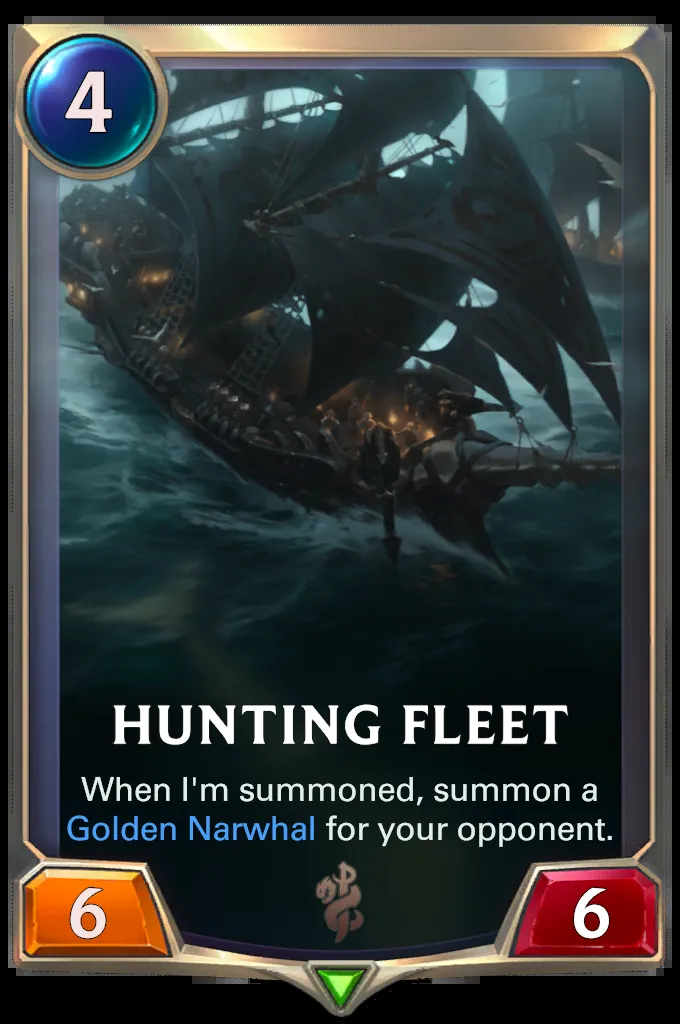 4
HUNTING FLEET
When I'm summoned, summon a
Golden Narwhal for your opponent.
6
6